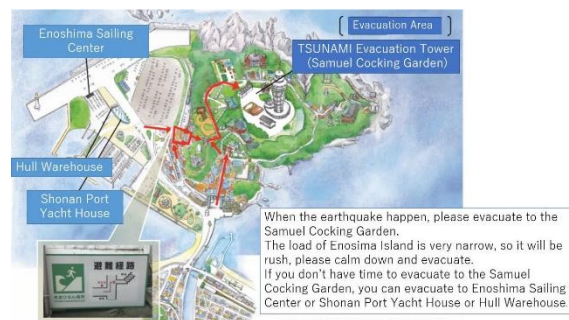 [ Evacuation Area ]
Enoshima Sailing
Center
TSUNAMI Evacuation Tower
(Samuel Cocking Garden)
Hull Warehouse
Shonan Port
Yacht House
避難経路
When the earthquake happen, please evacuate to the
Samuel Cocking Garden.
The load of Enosima Island is very narrow, so it will be
rush, please calm down and evacuate.
If you don't have time to evacuate to the Samuel
Cocking Garden, you can evacuate to Enoshima Sailing
Center or Shonan Port Yacht House or Hull Warehouse.